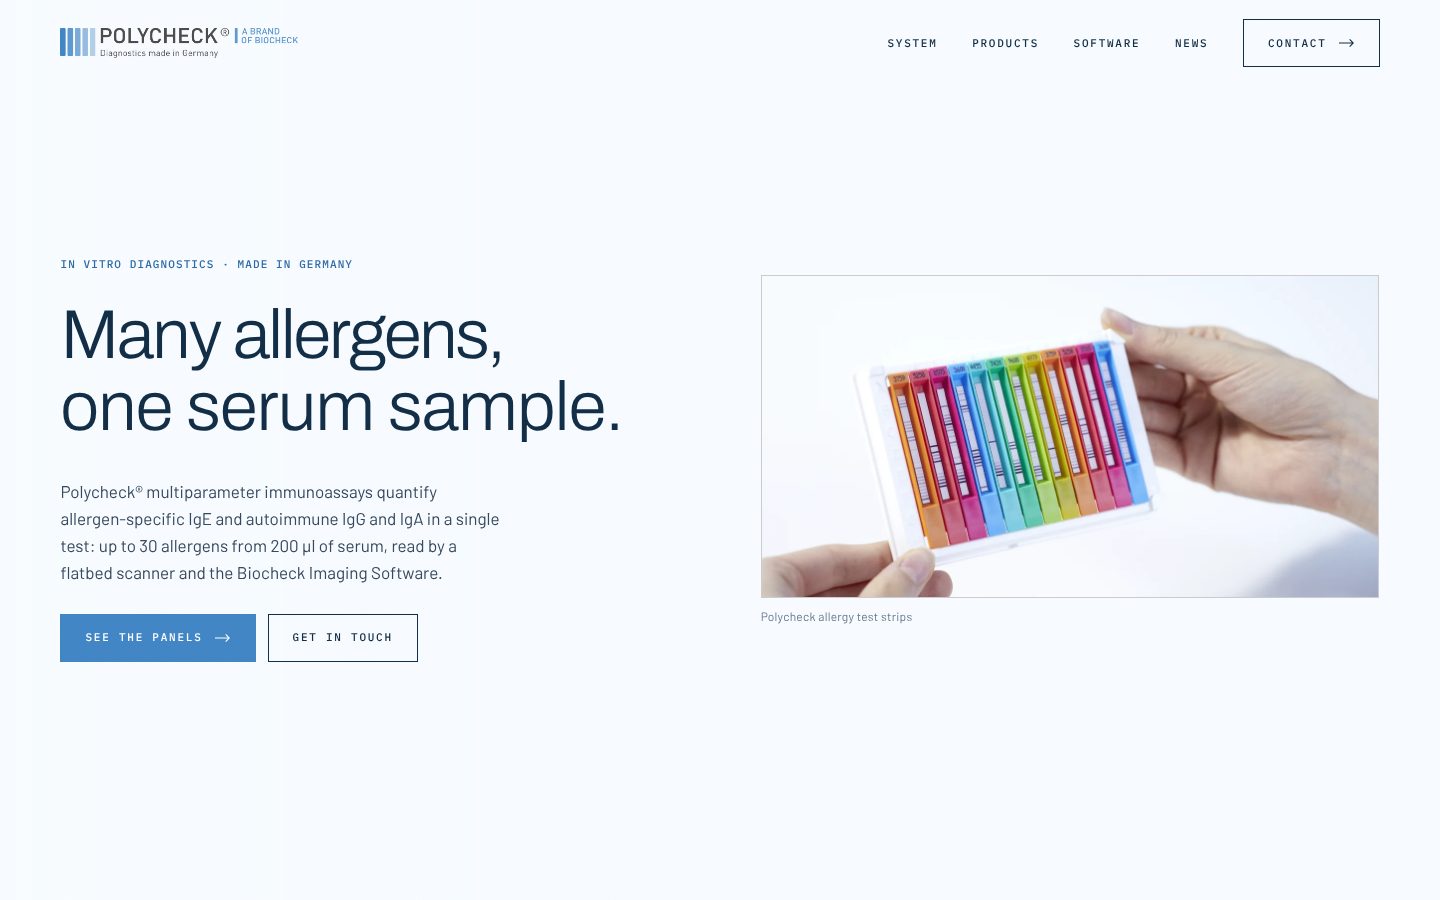 POLYCHECK®
Diagnostics made in Germany
A BRAND
OF BIOCHECK
SYSTEM
PRODUCTS
SOFTWARE
NEWS
CONTACT
IN VITRO DIAGNOSTICS · MADE IN GERMANY
Many allergens,
one serum sample.
Polycheck® multiparameter immunoassays quantify
allergen-specific IgE and autoimmune IgG and IgA in a single
test: up to 30 allergens from 200 µl of serum, read by a
flatbed scanner and the Biocheck Imaging Software.
SEE THE PANELS
GET IN TOUCH
Polycheck allergy test strips